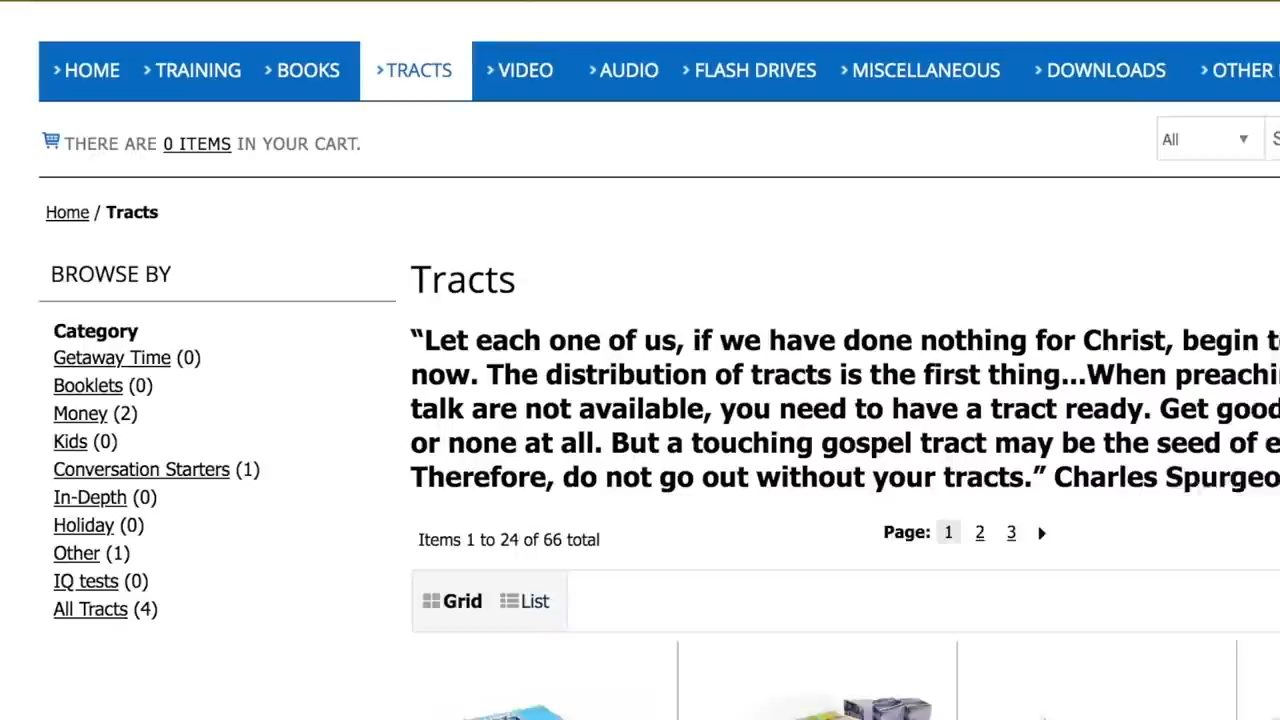 HOME TRAINING BOOKS TRACTS VIDEO AUDIO FLASH DRIVES MISCELLANEOUS DOWNLOADS OTHER
THERE ARE 0 ITEMS IN YOUR CART.
All
Home / Tracts
BROWSE BY
Category
Getaway Time (0)
Booklets (0)
Money (2)
Kids (0)
Conversation Starters (1)
In-Depth (0)
Holiday (0)
Other (1)
IQ tests (0)
All Tracts (4)
Tracts
“Let each one of us, if we have done nothing for Christ, begin
now. The distribution of tracts is the first thing...When
talk are not available, you need to have a tract ready. Get good
or none at all. But a touching gospel tract may be the seed of
Therefore, do not go out without your tracts.” Charles
Items 1 to 24 of 66 total
Page: 1 2 3
Grid List